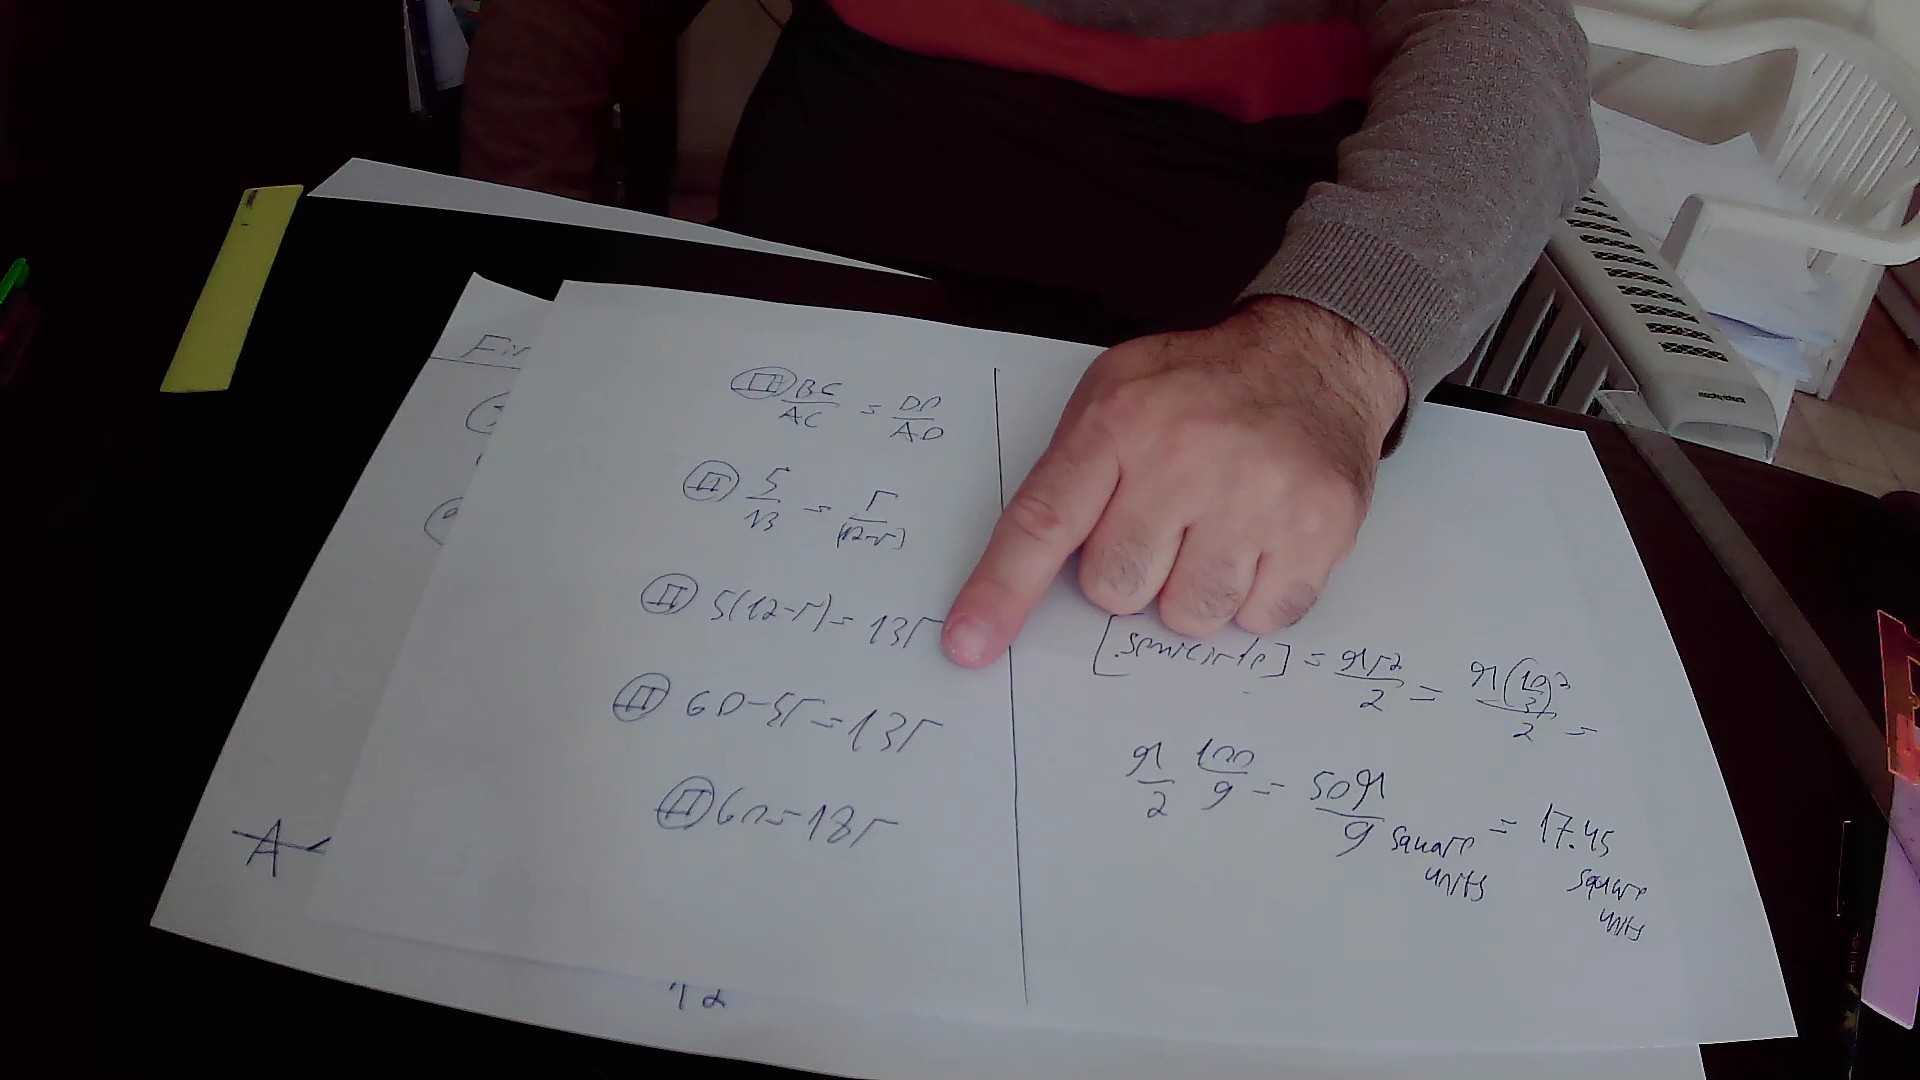 Fin
II BC/AC = DO/AO
II 5/13 = r/(12-r)
II 5(12-r) = 13r
II 60-5r = 13r
II 60 = 18r
A
12
[semicircle] = πr2/2 = π(10/3)2/2 =
π/2 100/9 = 50π/9 square units = 17.45 square units